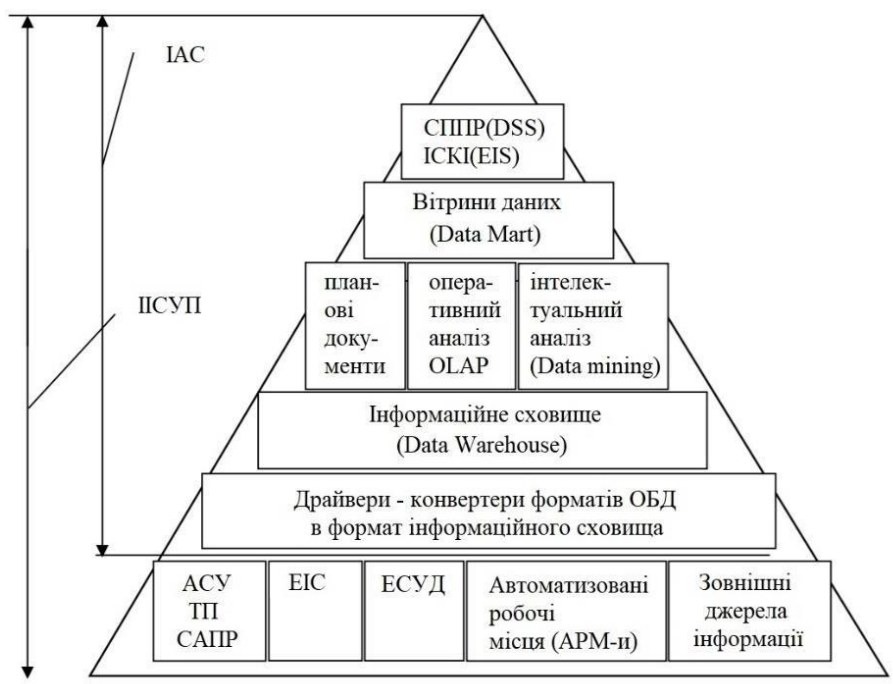 ІАС
СППР(DSS)
ІСКІ(EIS)
Вітрини даних
(Data Mart)
ІІСУП
план-
ові
доку-
менти
опера-
тивний
аналіз
OLAP
інтелек-
туальний
аналіз
(Data mining)
Інформаційне сховище
(Data Warehouse)
Драйвери - конвертери форматів ОБД
в формат інформаційного сховища
АСУ
ТП
САПР
ЕІС
ЕСУД
Автоматизовані
робочі
місця (АРМ-и)
Зовнішні
джерела
інформації